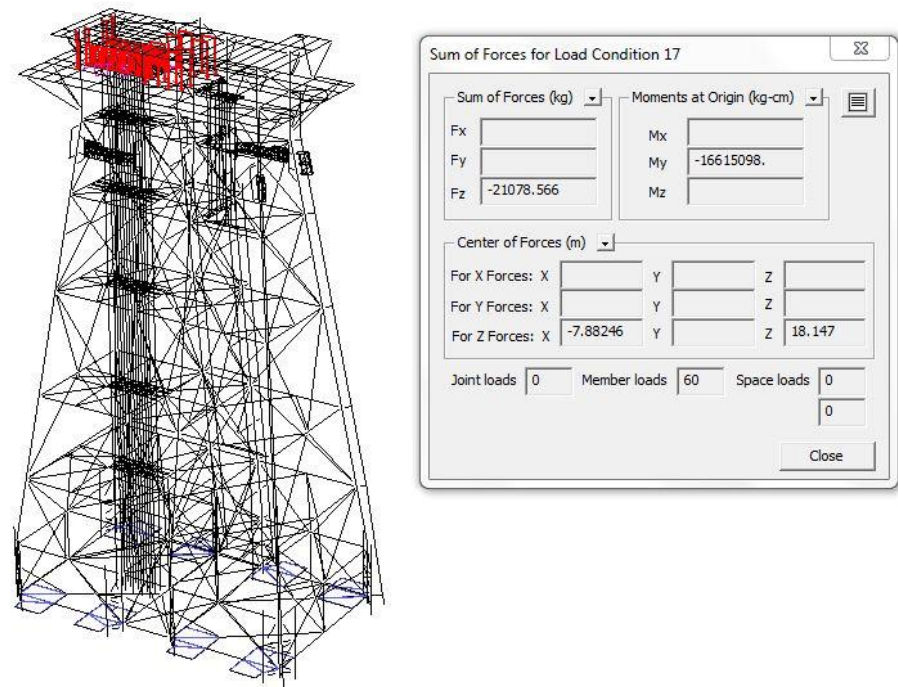 Sum of Forces for Load Condition 17
Sum of Forces (kg) Moments at Origin (kg-cm)
Fx Mx
Fy My -16615098.
Fz -21078.566 Mz
Center of Forces (m)
For X Forces: X Y Z
For Y Forces: X Y Z
For Z Forces: X -7.88246 Y Z 18.147
Joint loads 0 Member loads 60 Space loads 0
0
Close